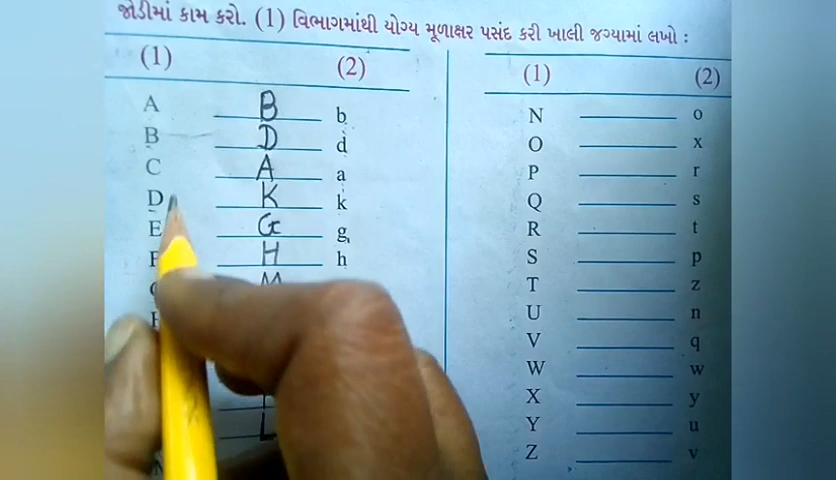 જોડીમાં કામ કરો. (1) વિભાગમાંથી યોગ્ય મૂળાક્ષર પસંદ કરી ખાલી જગ્યામાં લખો :
(1) (2)
A B b
B D d
C A a
D K k
E G g
F H h
M
L
(1) (2)
N o
O x
P r
Q s
R t
S p
T z
U n
V q
W w
X y
Y u
Z v